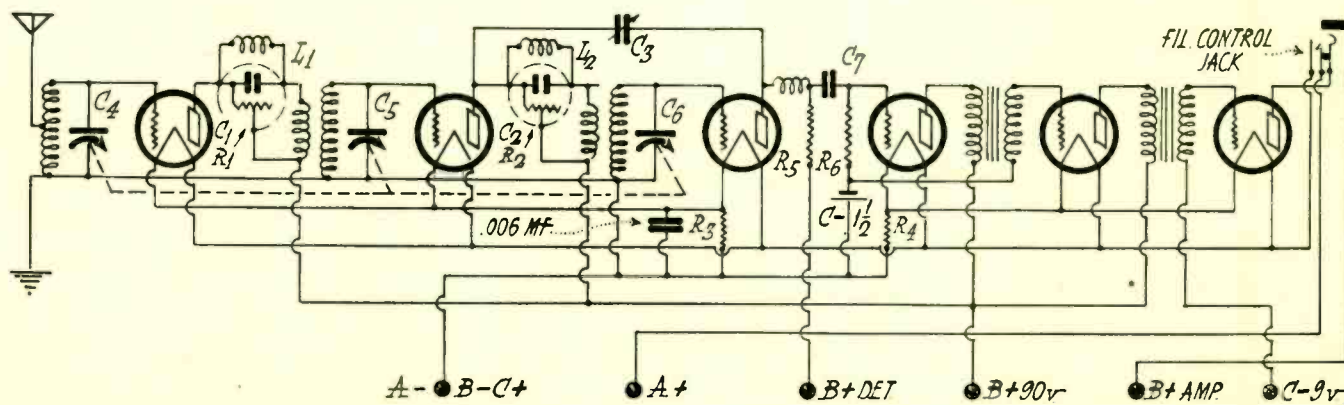 L1
C4
C1
R1
C5
L2
C2
R2
C3
C6
C7
FIL. CONTROL
JACK
R5
R6
.006 MF.
R3
C- 1 1/2
R4
A- B-C+
A+
B+DET.
B+90v
B+AMP.
C-9v